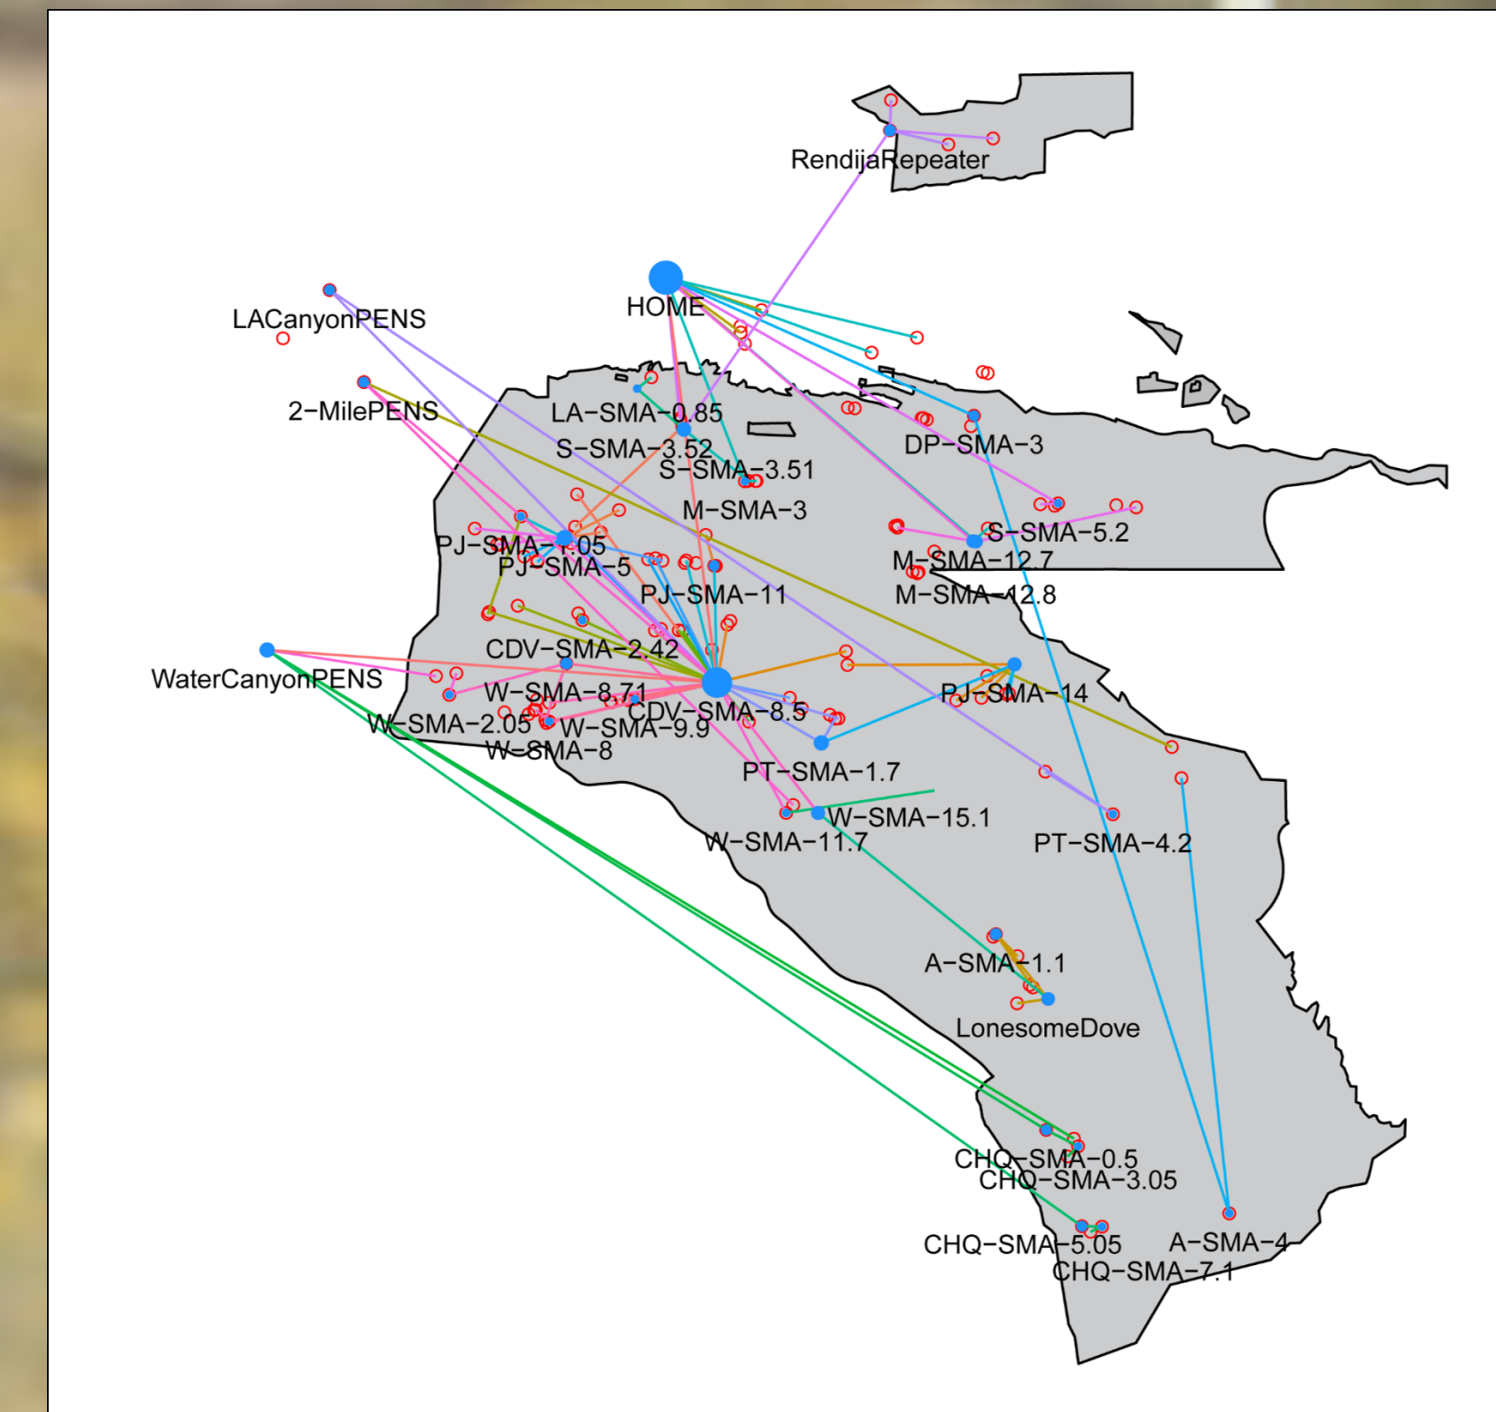 RendijaRepeater
HOME
LACanyonPENS
2−MilePENS
LA−SMA−0.85
S−SMA−3.52
DP−SMA−3
S−SMA−3.51
M−SMA−3
S−SMA−5.2
PJ−SMA−1.05
M−SMA−12.7
PJ−SMA−5
PJ−SMA−11
M−SMA−12.8
CDV−SMA−2.42
WaterCanyonPENS
W−SMA−8.71
PJ−SMA−14
CDV−SMA−8.5
W−SMA−2.05
W−SMA−9.9
W−SMA−8
PT−SMA−1.7
W−SMA−15.1
W−SMA−11.7
PT−SMA−4.2
A−SMA−1.1
LonesomeDove
CHQ−SMA−0.5
CHQ−SMA−3.05
CHQ−SMA−5.05
A−SMA−4
CHQ−SMA−7.1